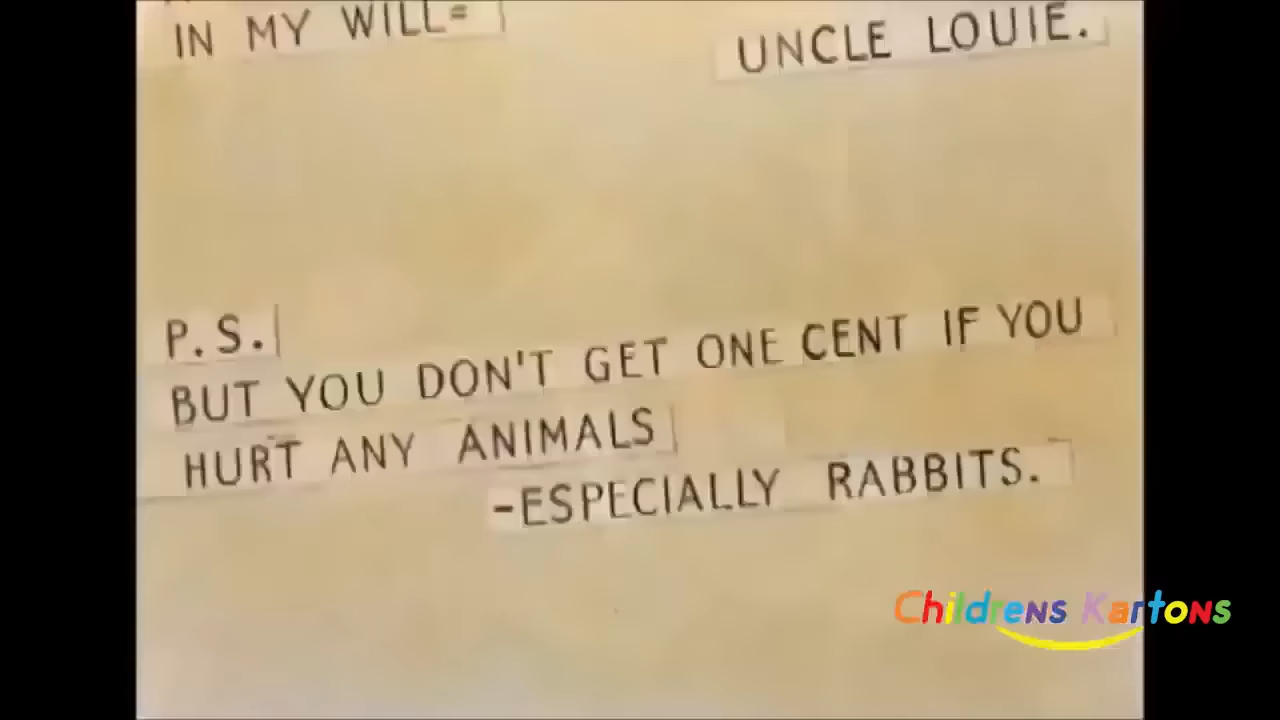 IN MY WILL=
UNCLE LOUIE.
P.S.
BUT YOU DON'T GET ONE CENT IF YOU
HURT ANY ANIMALS
-ESPECIALLY RABBITS.
Childrens Kartons